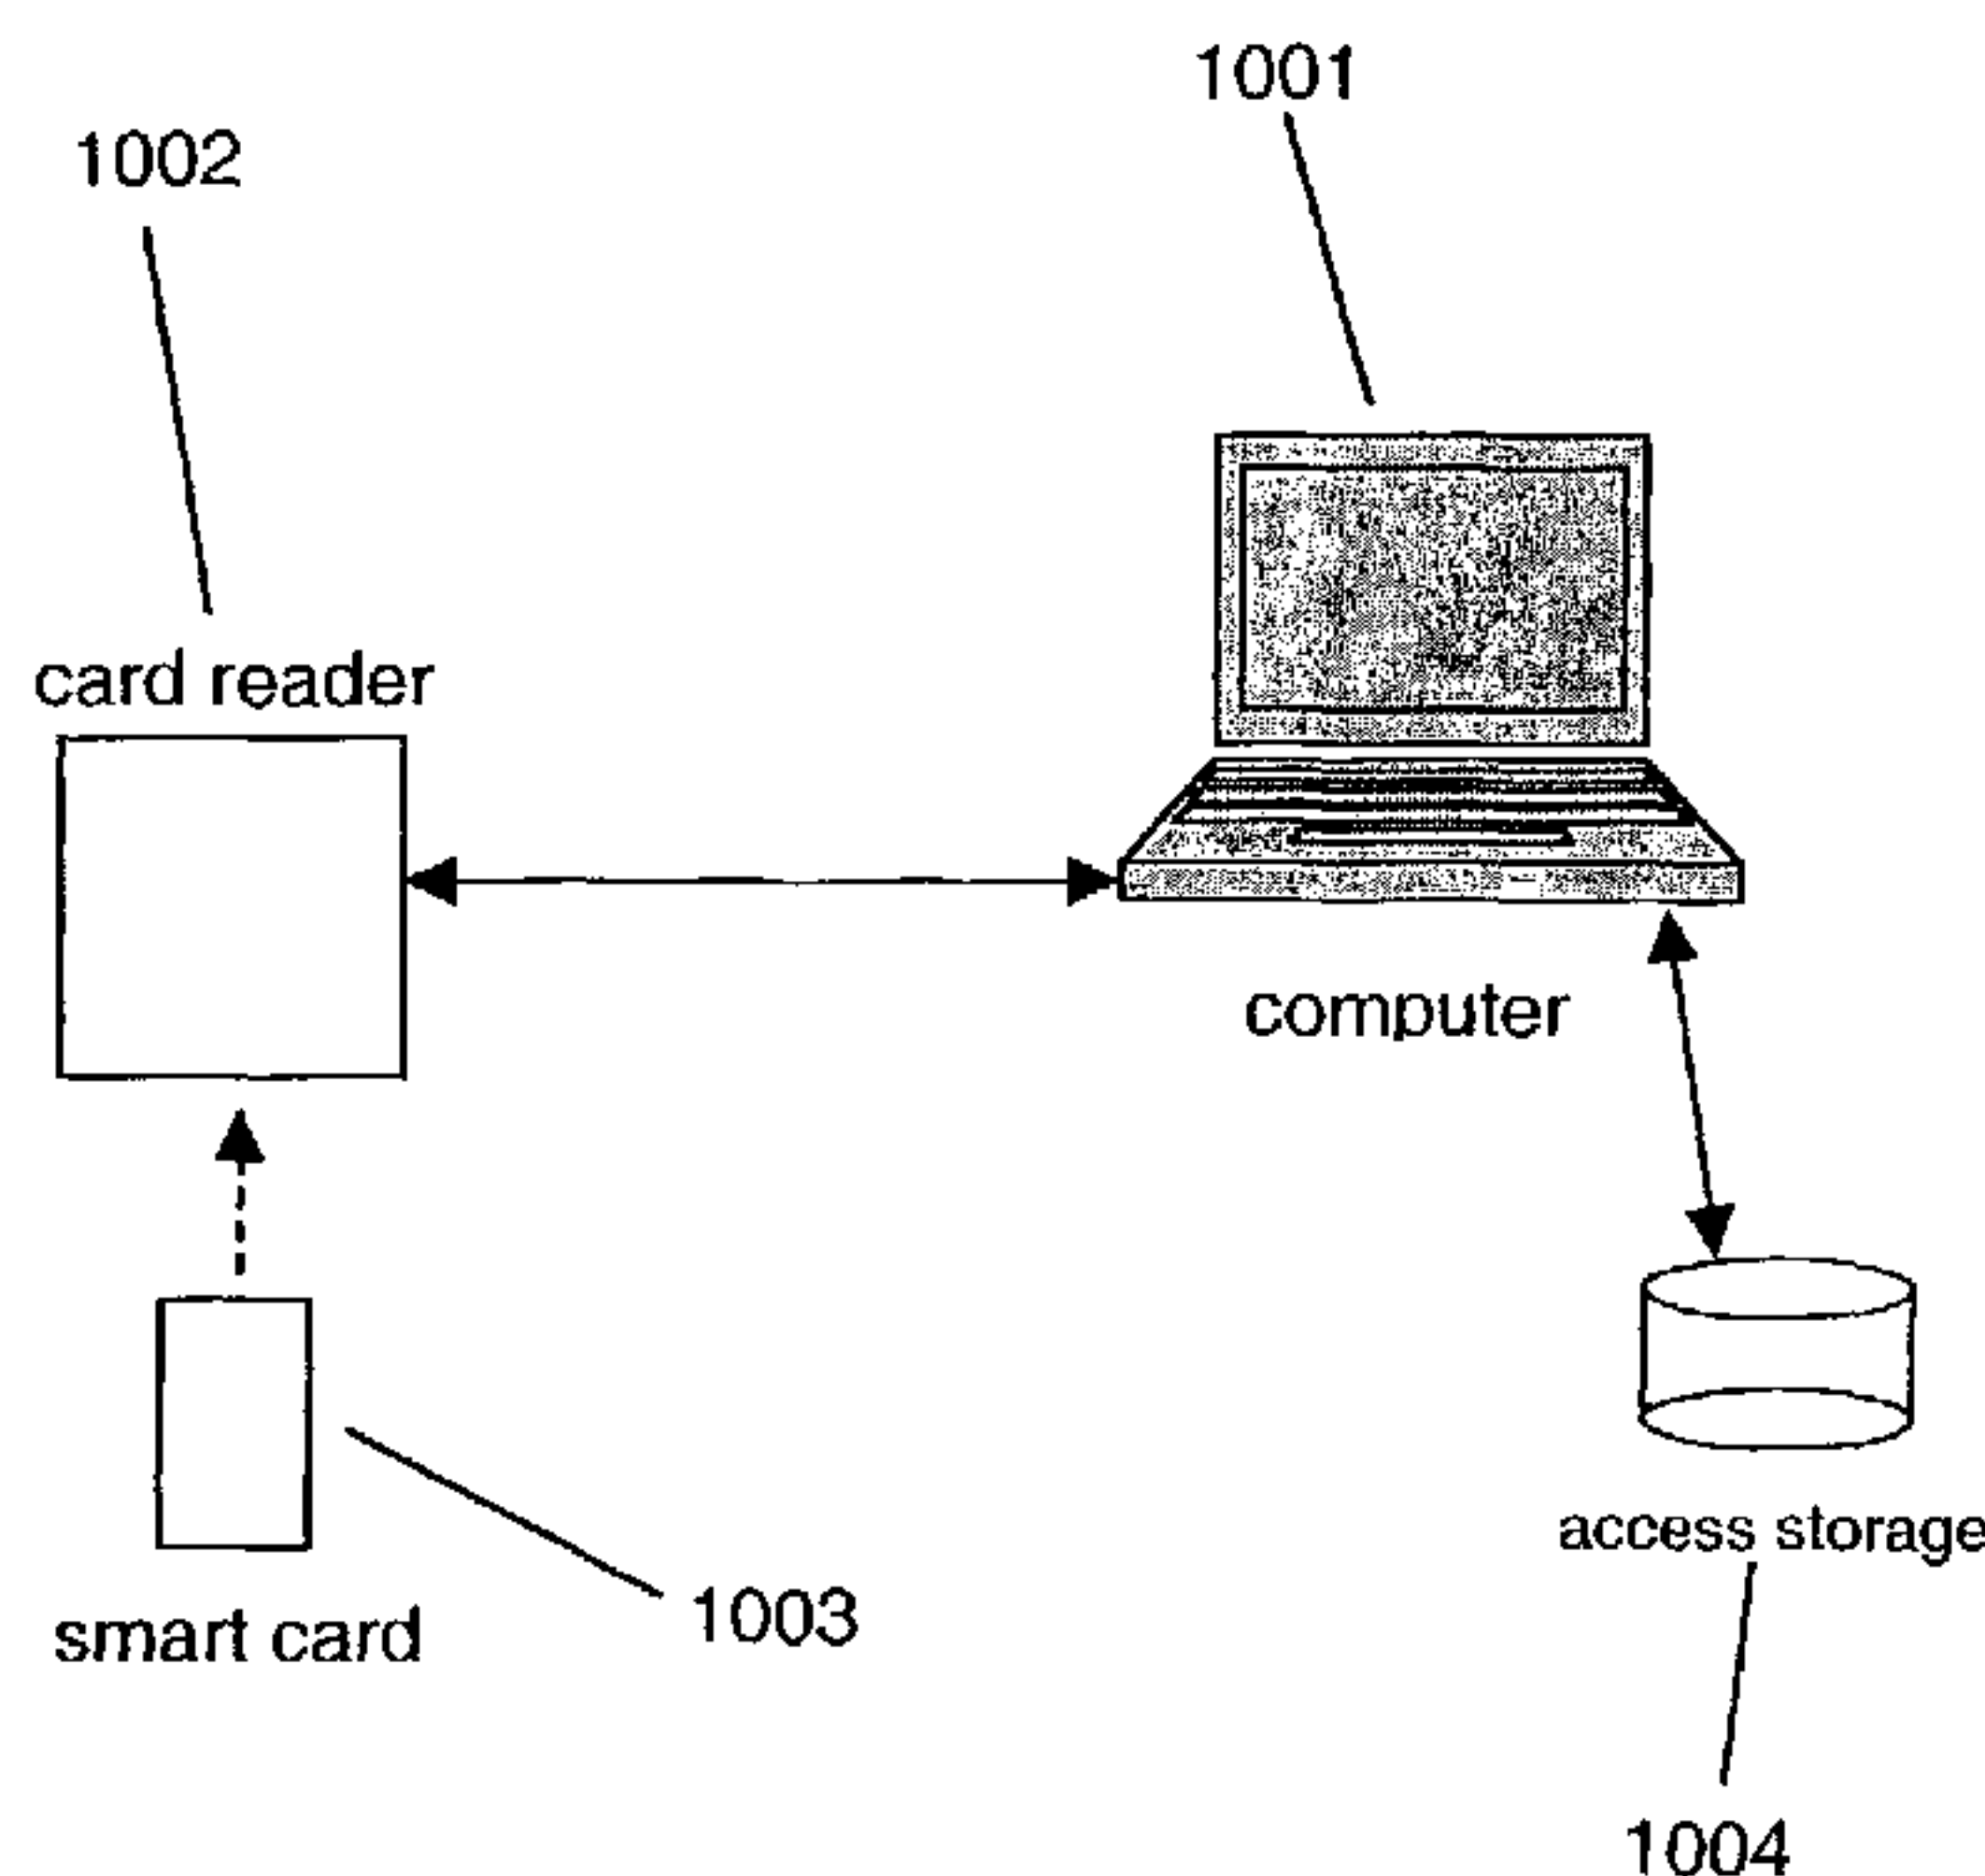 1001
1002
card reader
computer
access storage
smart card
1003
1004